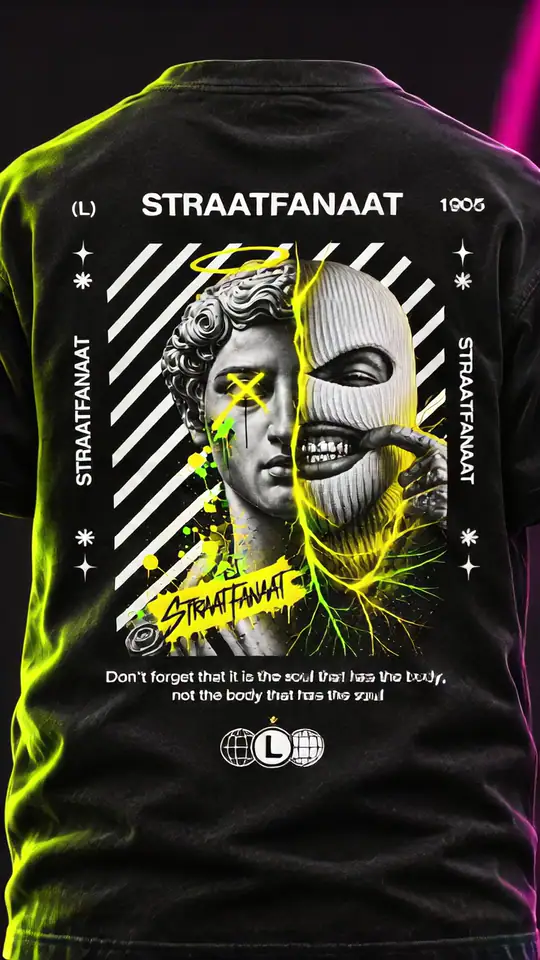 (L) STRAATFANAAT 1905
STRAATFANAAT
STRAATFANAAT
STRAATFANAAT
Don't forget that it is the soul that has the body,
not the body that has the soul
L